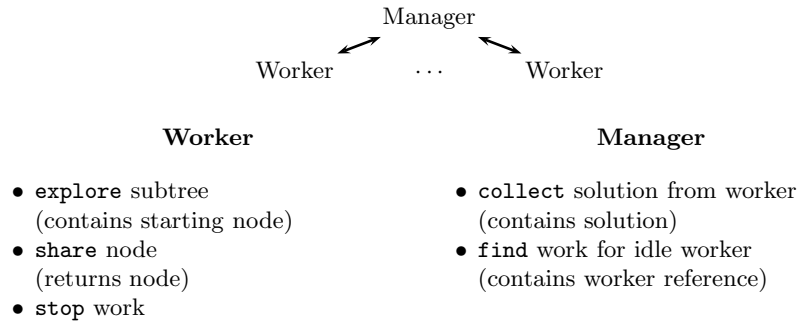 Manager
Worker ... Worker
Worker
• explore subtree
(contains starting node)
• share node
(returns node)
• stop work
Manager
• collect solution from worker
(contains solution)
• find work for idle worker
(contains worker reference)